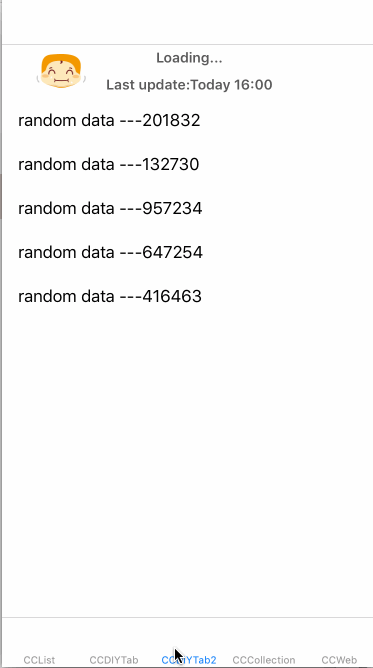 Loading...
Last update:Today 16:00
random data ---201832
random data ---132730
random data ---957234
random data ---647254
random data ---416463
CCList CCDIYTab CCDIYTab2 CCCollection CCWeb